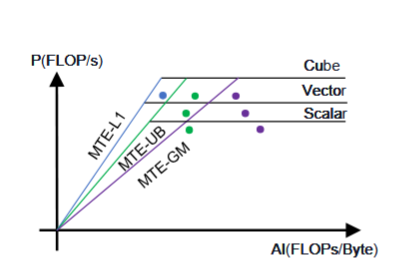 P(FLOP/s)
Cube
Vector
Scalar
MTE-L1
MTE-UB
MTE-GM
AI(FLOPs/Byte)